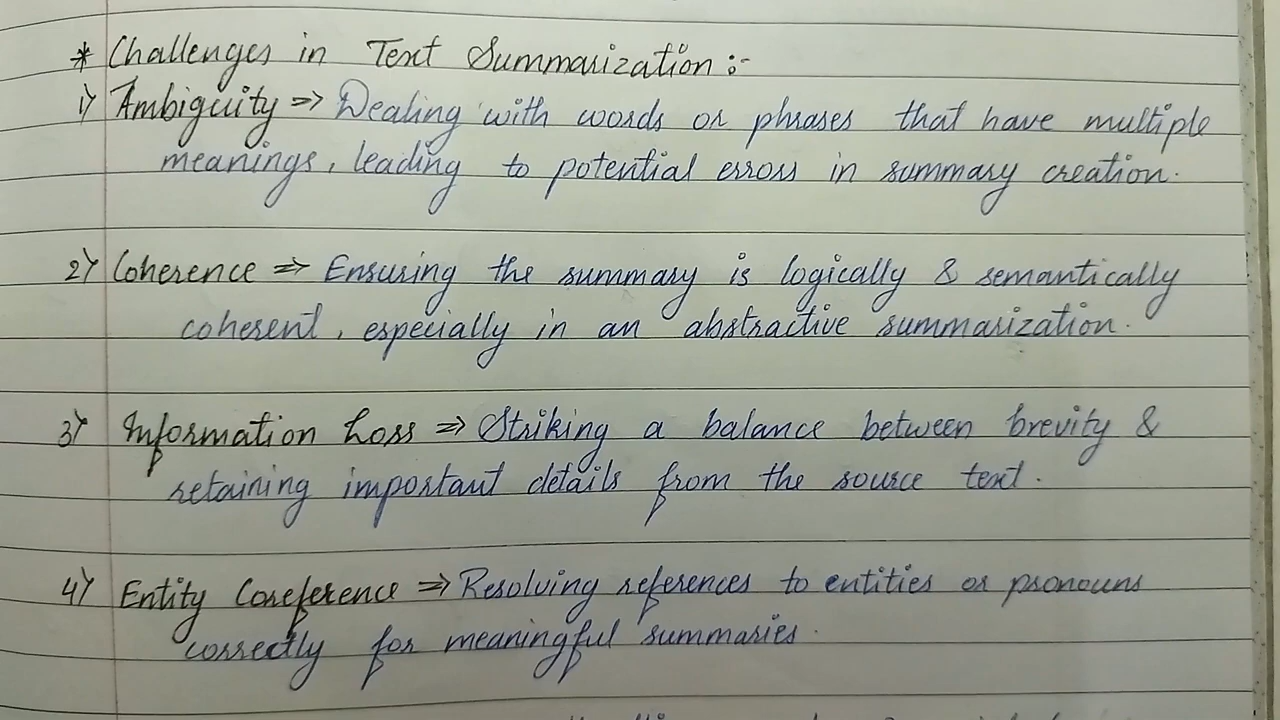 * Challenges in Text Summarization :-
1) Ambiguity => Dealing with words or phrases that have multiple
meanings, leading to potential errors in summary creation.
2) Coherence => Ensuring the summary is logically & semantically
coherent, especially in an abstractive summarization.
3) Information Loss => Striking a balance between brevity &
retaining important details from the source text.
4) Entity Coreference => Resolving references to entities or pronouns
correctly for meaningful summaries.